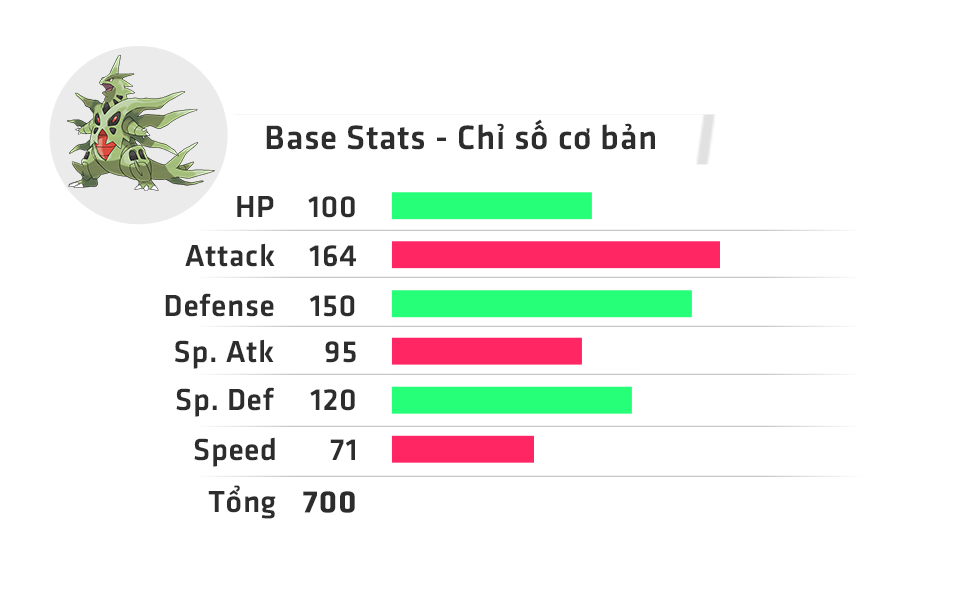 Base Stats - Chỉ số cơ bản
HP 100
Attack 164
Defense 150
Sp. Atk 95
Sp. Def 120
Speed 71
Tổng 700